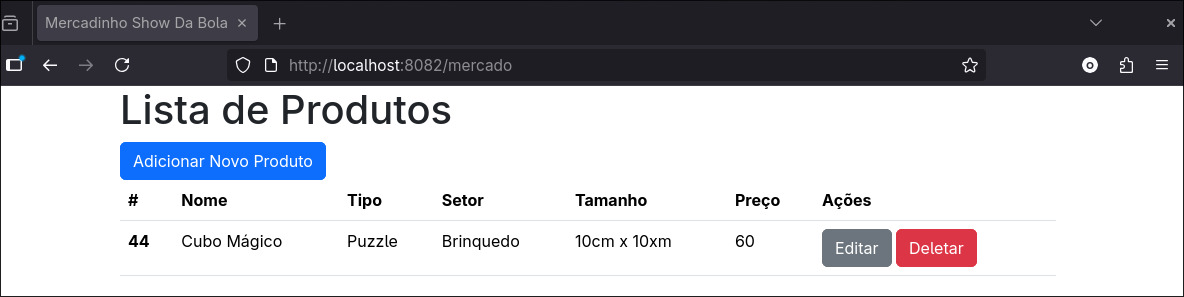 Mercadinho Show Da Bola
http://localhost:8082/mercado
Lista de Produtos
Adicionar Novo Produto
# Nome Tipo Setor Tamanho Preço Ações
44 Cubo Mágico Puzzle Brinquedo 10cm x 10xm 60 Editar Deletar